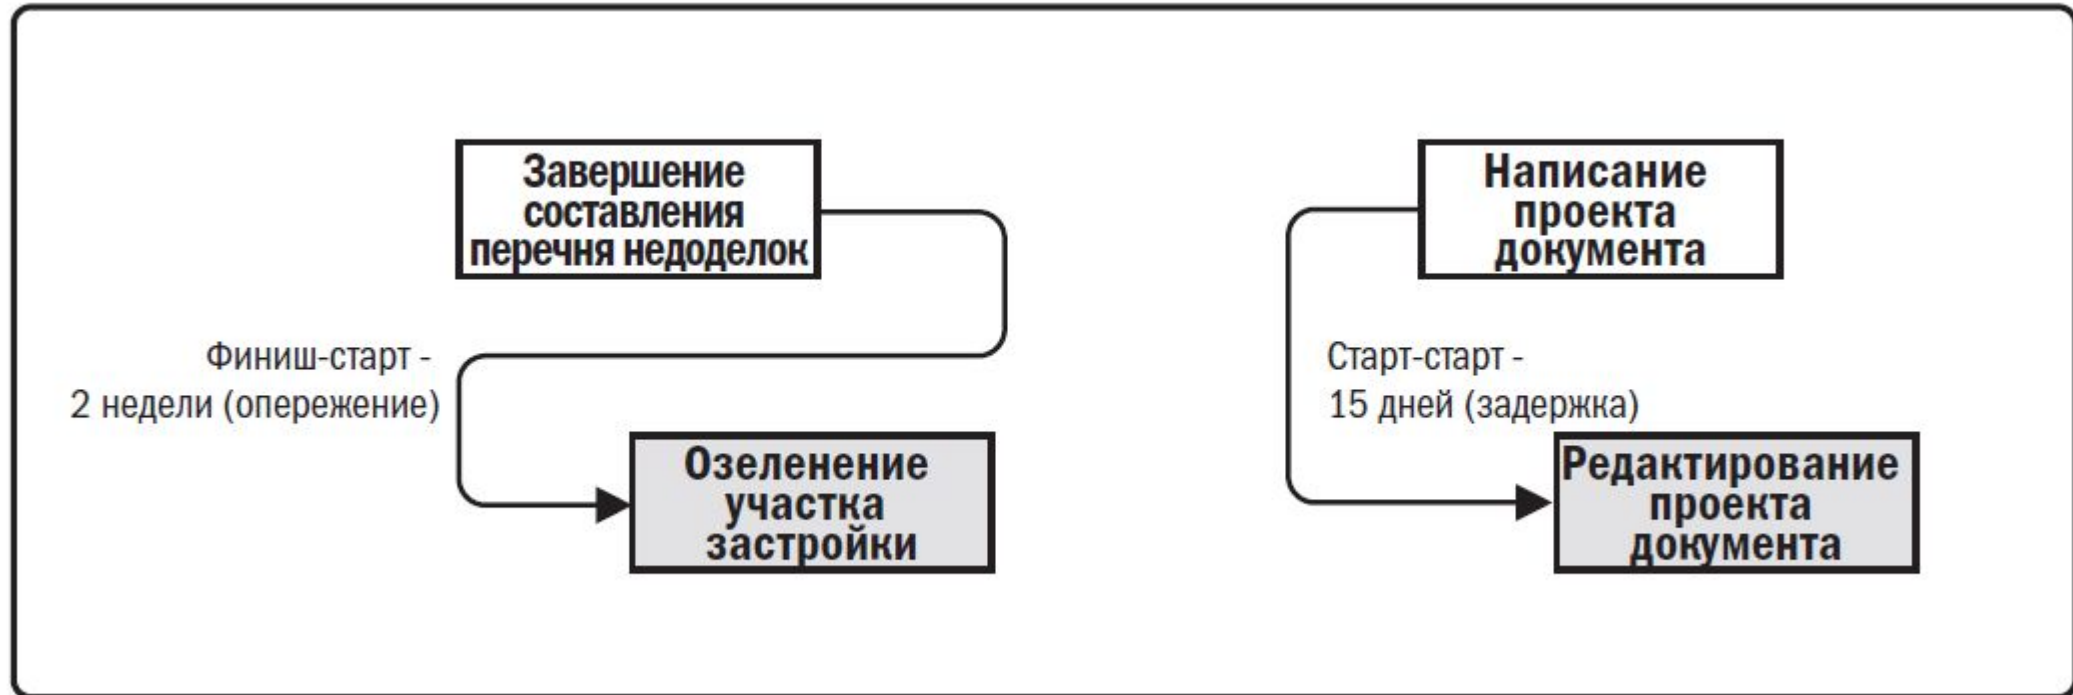 Завершение
составления
перечня недоделок
Написание
проекта
документа
Финиш-старт -
2 недели (опережение)
Старт-старт -
15 дней (задержка)
Озеленение
участка
застройки
Редактирование
проекта
документа